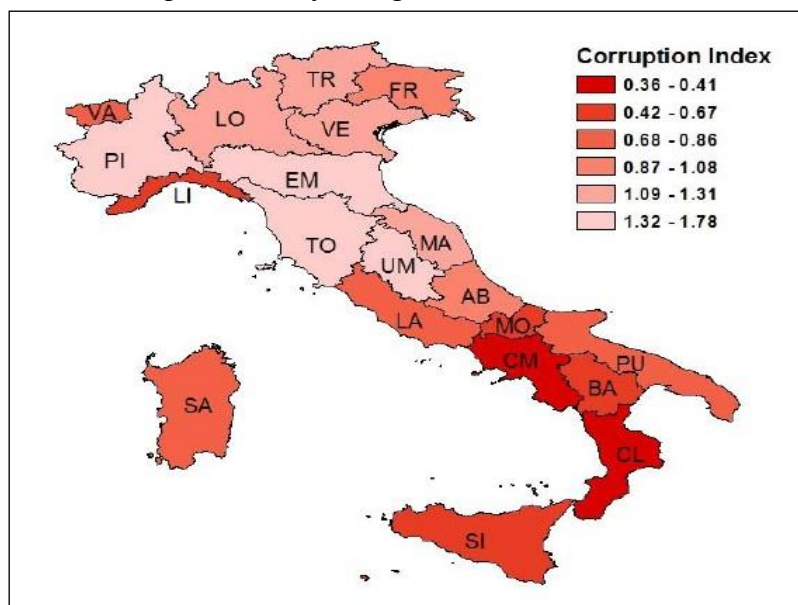 Corruption Index
0.36 - 0.41
0.42 - 0.67
0.68 - 0.86
0.87 - 1.08
1.09 - 1.31
1.32 - 1.78
TR
FR
VA
LO
VE
PI
EM
LI
TO
MA
UM
AB
LA
MO
CM
PU
BA
SA
CL
SI